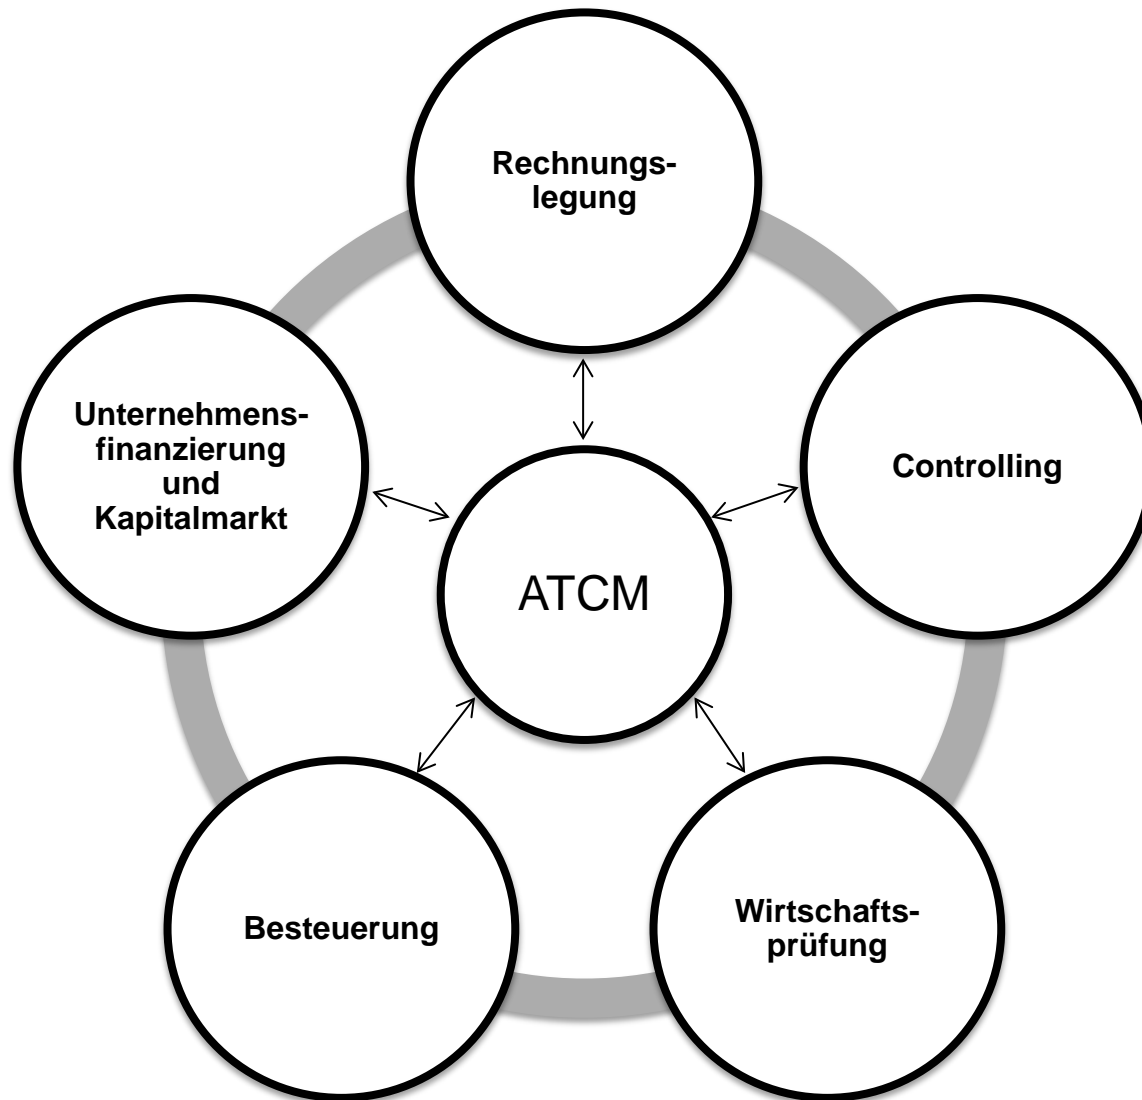 Rechnungs-
legung
Unternehmens-
finanzierung
und
Kapitalmarkt
Controlling
ATCM
Besteuerung
Wirtschafts-
prüfung